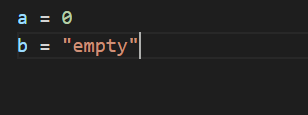 a = 0
b = "empty"